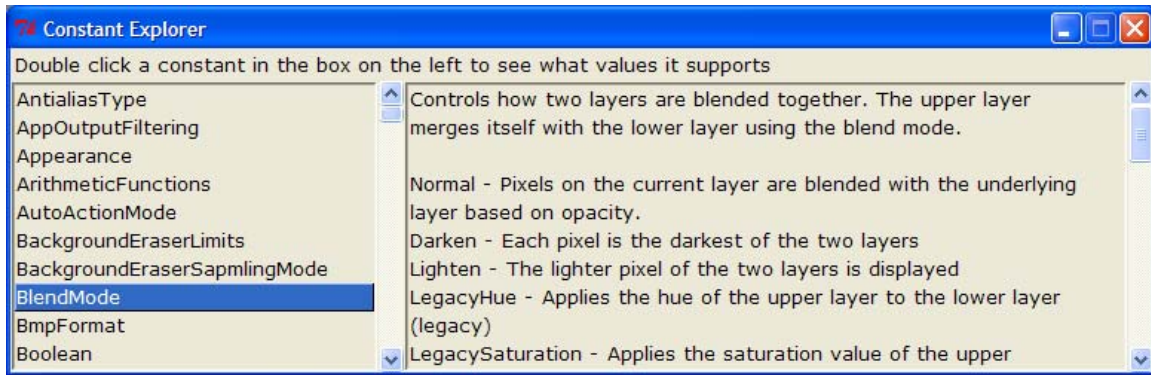 Constant Explorer
Double click a constant in the box on the left to see what values it supports
AntialiasType
AppOutputFiltering
Appearance
ArithmeticFunctions
AutoActionMode
BackgroundEraserLimits
BackgroundEraserSapmlingMode
BlendMode
BmpFormat
Boolean
Controls how two layers are blended together. The upper layer
merges itself with the lower layer using the blend mode.
Normal - Pixels on the current layer are blended with the underlying
layer based on opacity.
Darken - Each pixel is the darkest of the two layers
Lighten - The lighter pixel of the two layers is displayed
LegacyHue - Applies the hue of the upper layer to the lower layer
(legacy)
LegacySaturation - Applies the saturation value of the upper